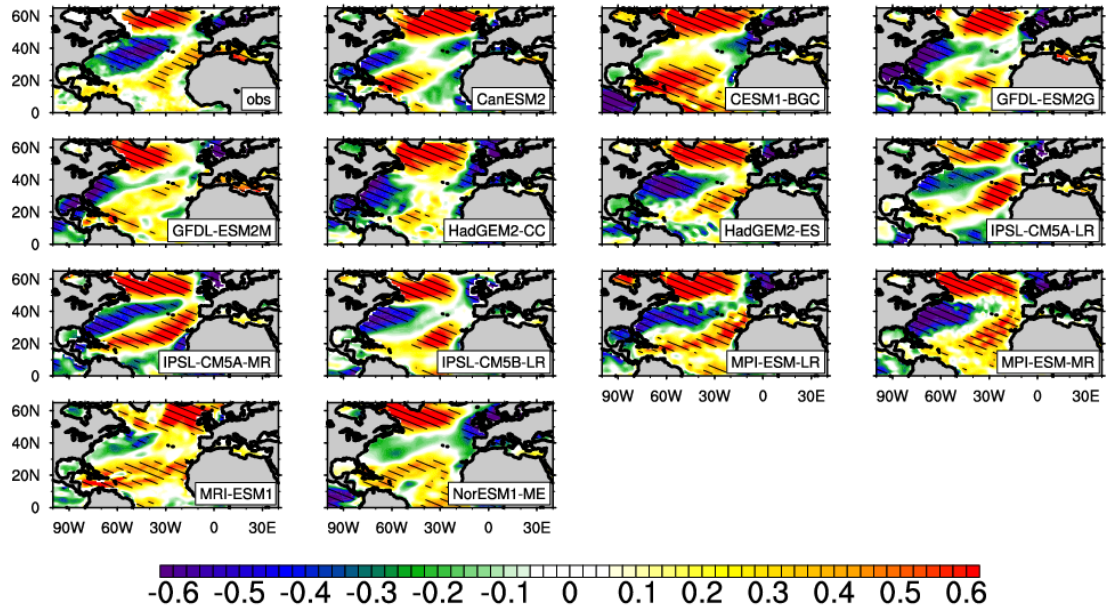 60N
40N
20N
0
obs
CanESM2
CESM1-BGC
GFDL-ESM2G
60N
40N
20N
0
GFDL-ESM2M
HadGEM2-CC
HadGEM2-ES
IPSL-CM5A-LR
60N
40N
20N
0
IPSL-CM5A-MR
IPSL-CM5B-LR
MPI-ESM-LR
MPI-ESM-MR
90W 60W 30W 0 30E 90W 60W 30W 0 30E
60N
40N
20N
0
MRI-ESM1
NorESM1-ME
90W 60W 30W 0 30E 90W 60W 30W 0 30E
-0.6 -0.4 -0.3 -0.2 -0.1 0 0.1 0.2 0.3 0.4 0.5 0.6